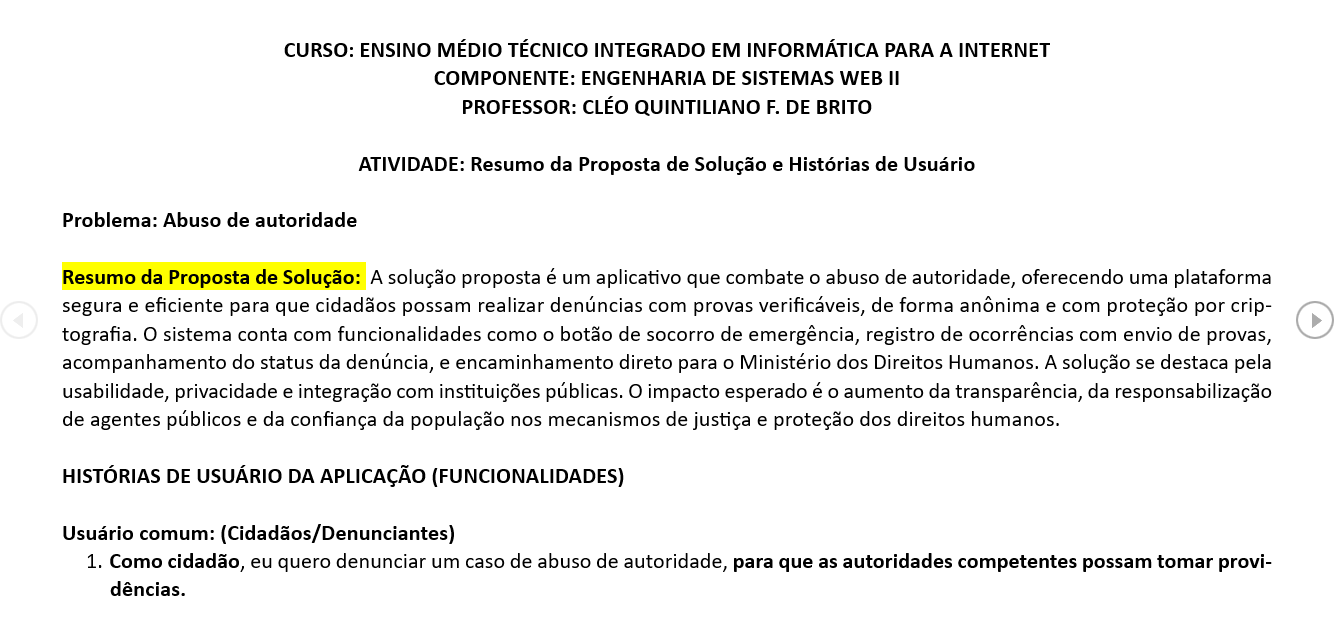 CURSO: ENSINO MÉDIO TÉCNICO INTEGRADO EM INFORMÁTICA PARA A INTERNET
COMPONENTE: ENGENHARIA DE SISTEMAS WEB II
PROFESSOR: CLÉO QUINTILIANO F. DE BRITO
ATIVIDADE: Resumo da Proposta de Solução e Histórias de Usuário
Problema: Abuso de autoridade
Resumo da Proposta de Solução: A solução proposta é um aplicativo que combate o abuso de autoridade, oferecendo uma plataforma
segura e eficiente para que cidadãos possam realizar denúncias com provas verificáveis, de forma anônima e com proteção por crip-
tografia. O sistema conta com funcionalidades como o botão de socorro de emergência, registro de ocorrências com envio de provas,
acompanhamento do status da denúncia, e encaminhamento direto para o Ministério dos Direitos Humanos. A solução se destaca pela
usabilidade, privacidade e integração com instituições públicas. O impacto esperado é o aumento da transparência, da responsabilização
de agentes públicos e da confiança da população nos mecanismos de justiça e proteção dos direitos humanos.
HISTÓRIAS DE USUÁRIO DA APLICAÇÃO (FUNCIONALIDADES)
Usuário comum: (Cidadãos/Denunciantes)
1. Como cidadão, eu quero denunciar um caso de abuso de autoridade, para que as autoridades competentes possam tomar provi-
dências.